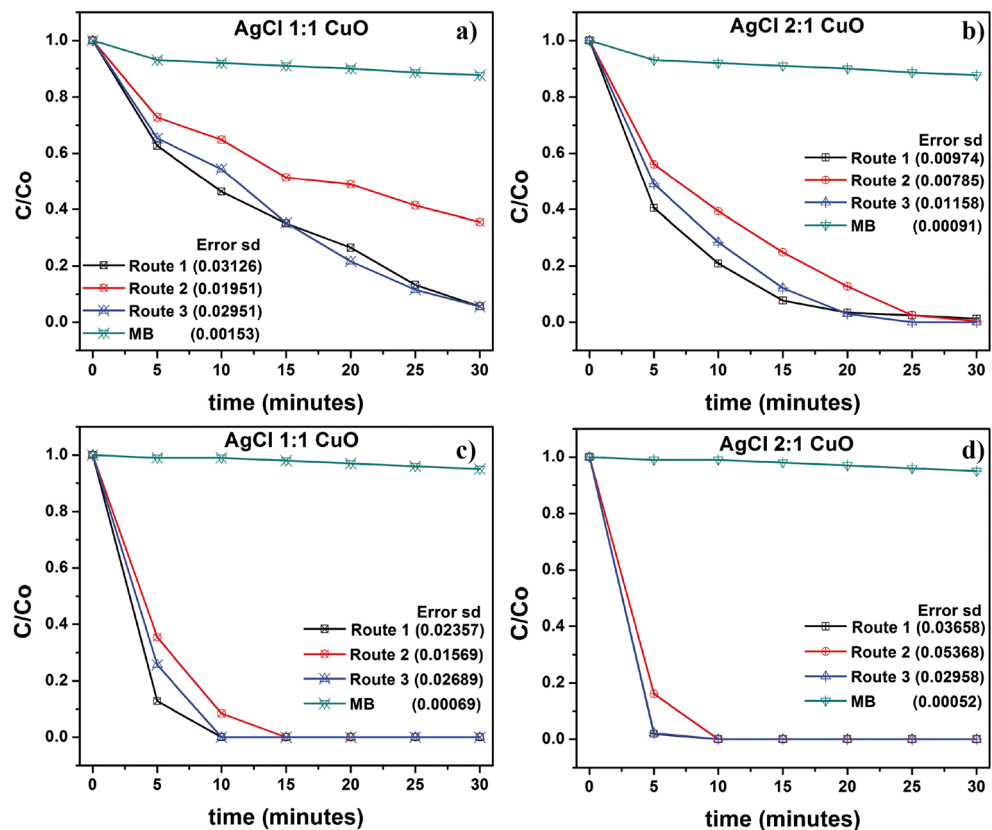 AgCl 1:1 CuO
a)
1.0
0.8
0.6
0.4
0.2
0.0
C/Co
Error sd
Route 1 (0.03126)
Route 2 (0.01951)
Route 3 (0.02951)
MB (0.00153)
0 5 10 15 20 25 30
time (minutes)
AgCl 2:1 CuO
b)
1.0
0.8
0.6
0.4
0.2
0.0
C/Co
Error sd
Route 1 (0.00974)
Route 2 (0.00785)
Route 3 (0.01158)
MB (0.00091)
0 5 10 15 20 25 30
time (minutes)
AgCl 1:1 CuO
c)
1.0
0.8
0.6
0.4
0.2
0.0
C/Co
Error sd
Route 1 (0.02357)
Route 2 (0.01569)
Route 3 (0.02689)
MB (0.00069)
0 5 10 15 20 25 30
time (minutes)
AgCl 2:1 CuO
d)
1.0
0.8
0.6
0.4
0.2
0.0
C/Co
Error sd
Route 1 (0.03658)
Route 2 (0.05368)
Route 3 (0.02958)
MB (0.00052)
0 5 10 15 20 25 30
time (minutes)